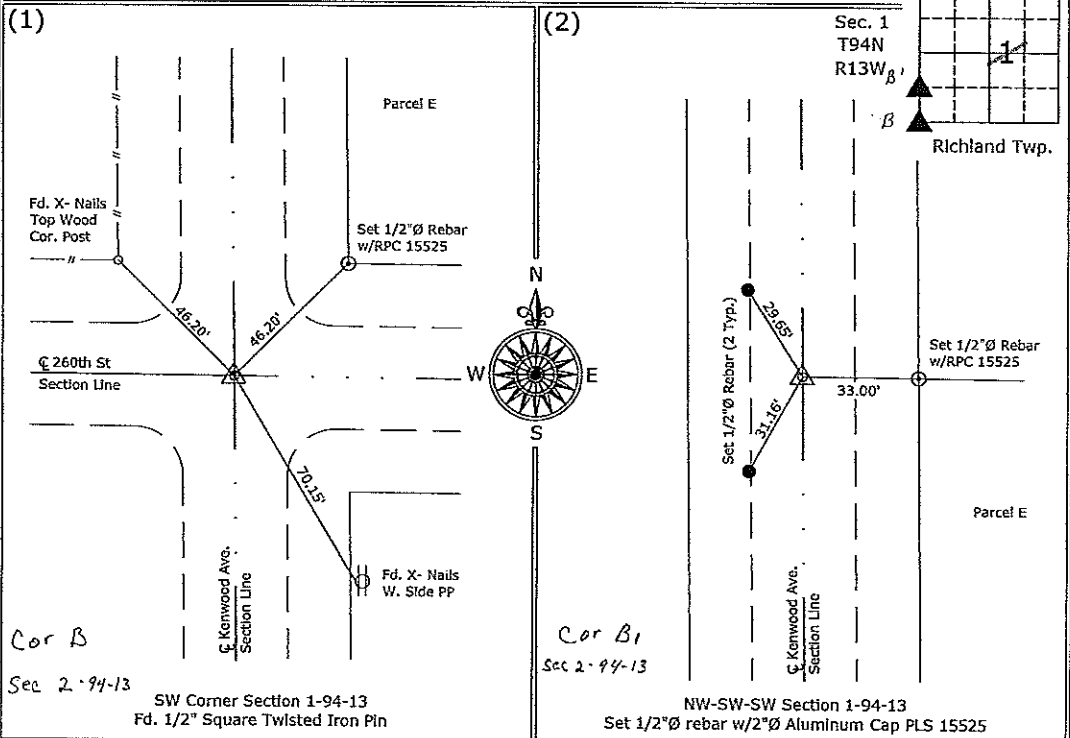 (1)
Parcel E
Fd. X- Nails
Top Wood
Cor. Post
Set 1/2"Ø Rebar
w/RPC 15525
46.20'
46.20'
℄ 260th St
Section Line
70.15'
℄ Kenwood Ave.
Section Line
Fd. X- Nails
W. Side PP
Cor B
Sec 2-94-13
SW Corner Section 1-94-13
Fd. 1/2" Square Twisted Iron Pin
N
W
E
S
(2)
Sec. 1
T94N
R13W
B'
B
1
Richland Twp.
Set 1/2"Ø Rebar (2 Typ.)
29.65'
31.16'
33.00'
Set 1/2"Ø Rebar
w/RPC 15525
Parcel E
℄ Kenwood Ave.
Section Line
Cor B1
Sec 2-94-13
NW-SW-SW Section 1-94-13
Set 1/2"Ø rebar w/2"Ø Aluminum Cap PLS 15525